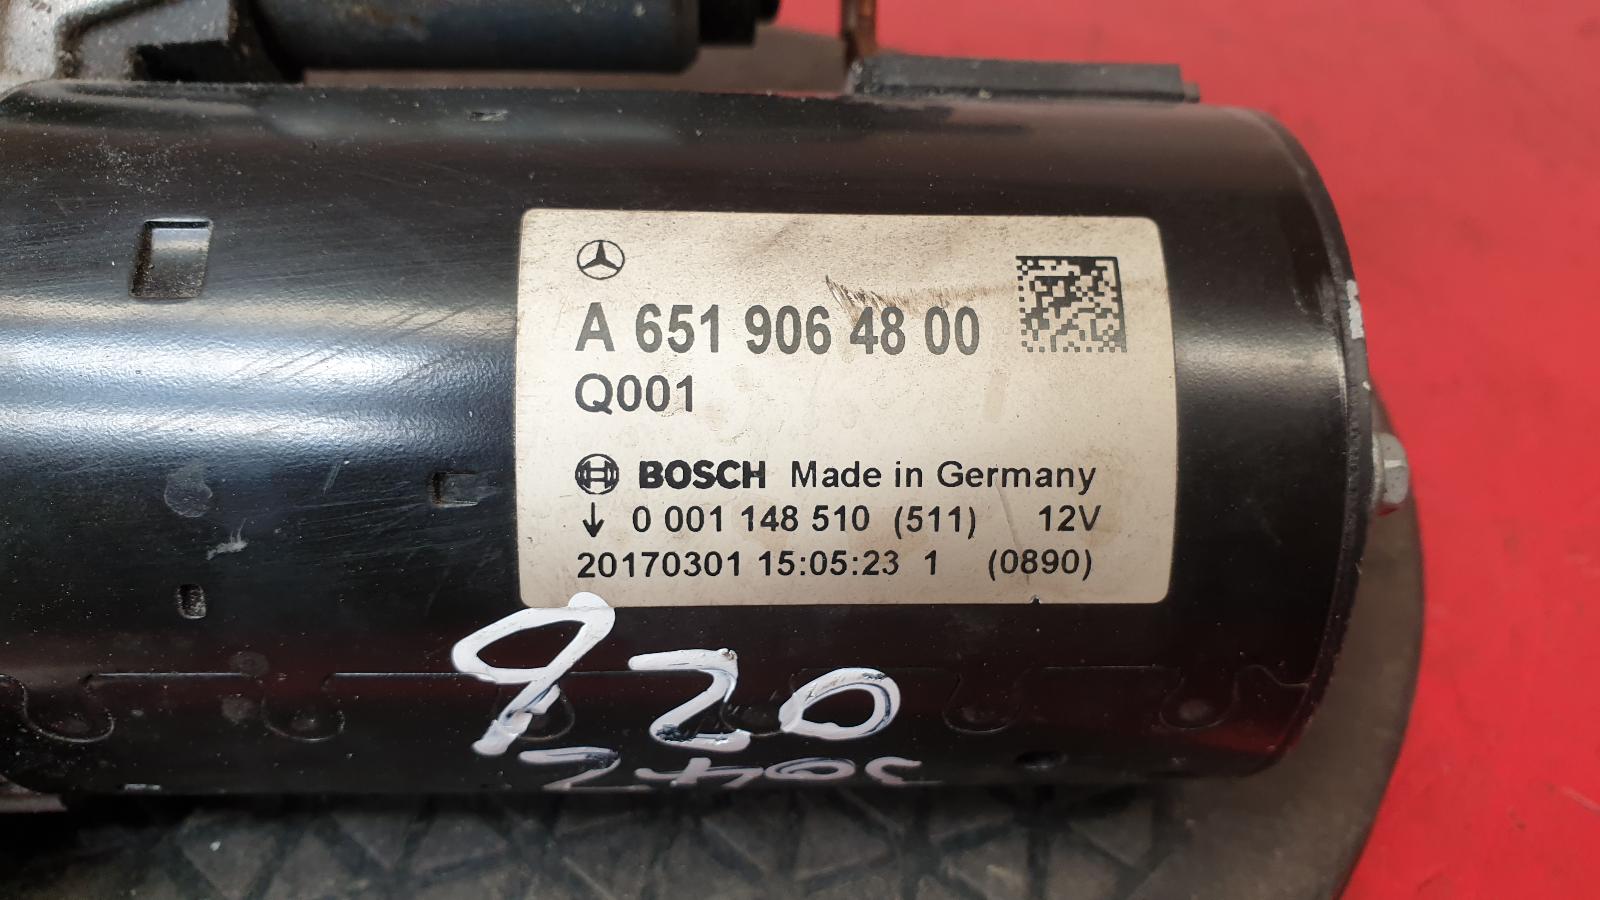 A 651 906 48 00
Q001
BOSCH Made in Germany
↓ 0 001 148 510 (511) 12V
20170301 15:05:23 1 (0890)
920